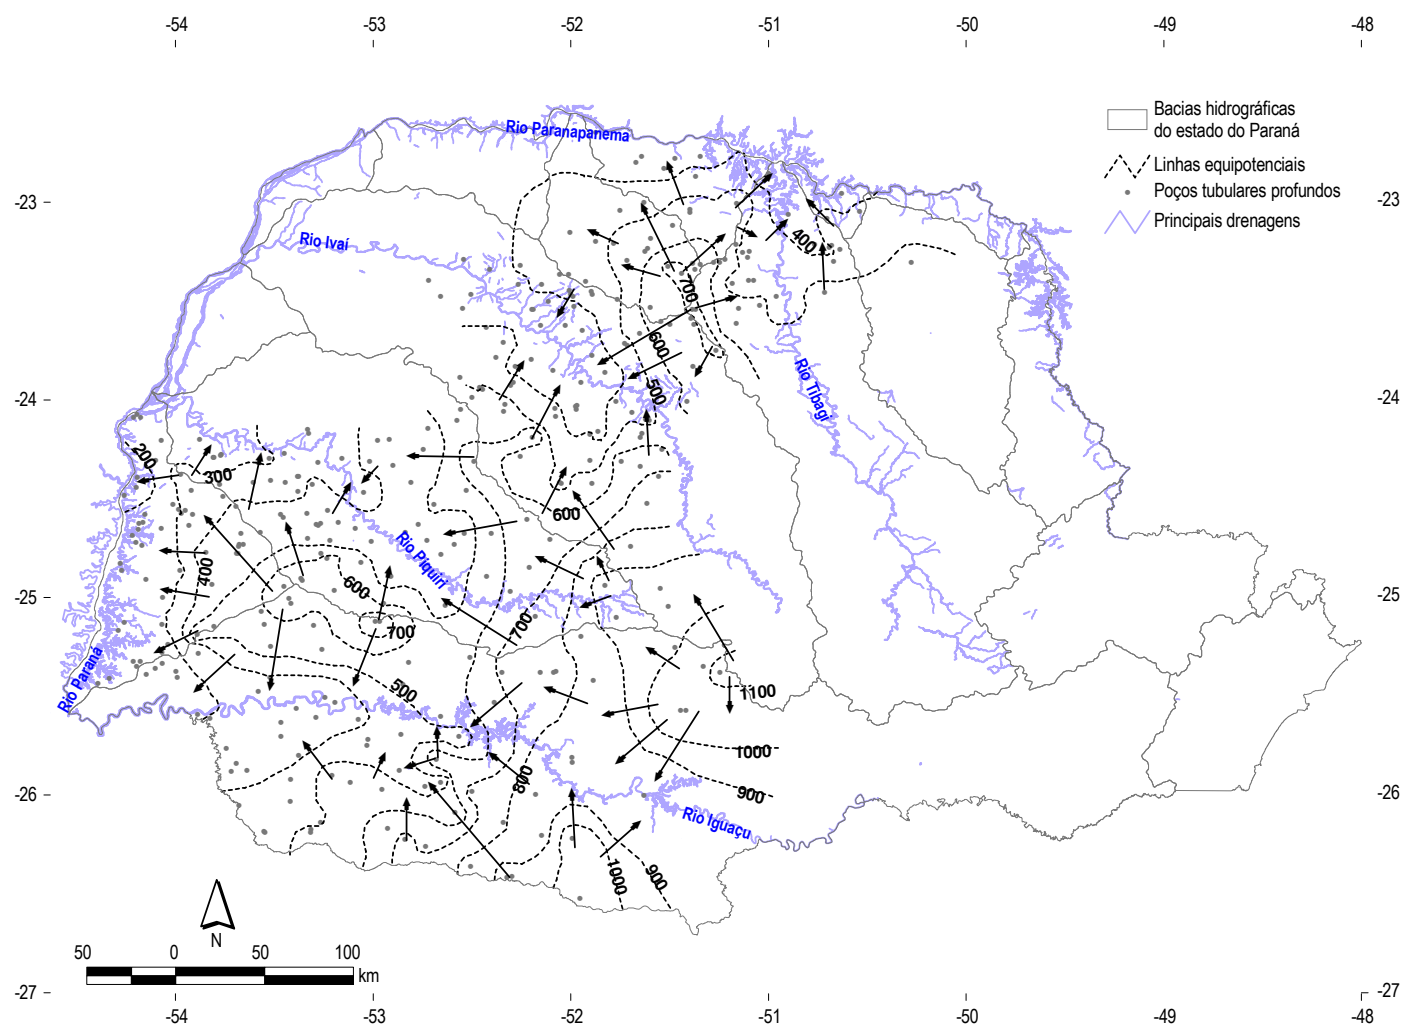 -54 -53 -52 -51 -50 -49 -48
Bacias hidrográficas
do estado do Paraná
Linhas equipotenciais
Poços tubulares profundos
Principais drenagens
Rio Paranapanema
-23 -23
Rio Ivaí
400
700
600
Rio Tibagi
500
-24 -24
200
300
600
Rio Piquiri
400
600
-25 -25
700
700
Rio Paraná
500
1100
1000
800
900
-26 -26
Rio Iguaçu
1000
900
N
50 0 50 100
km
-27 -27
-54 -53 -52 -51 -50 -49 -48